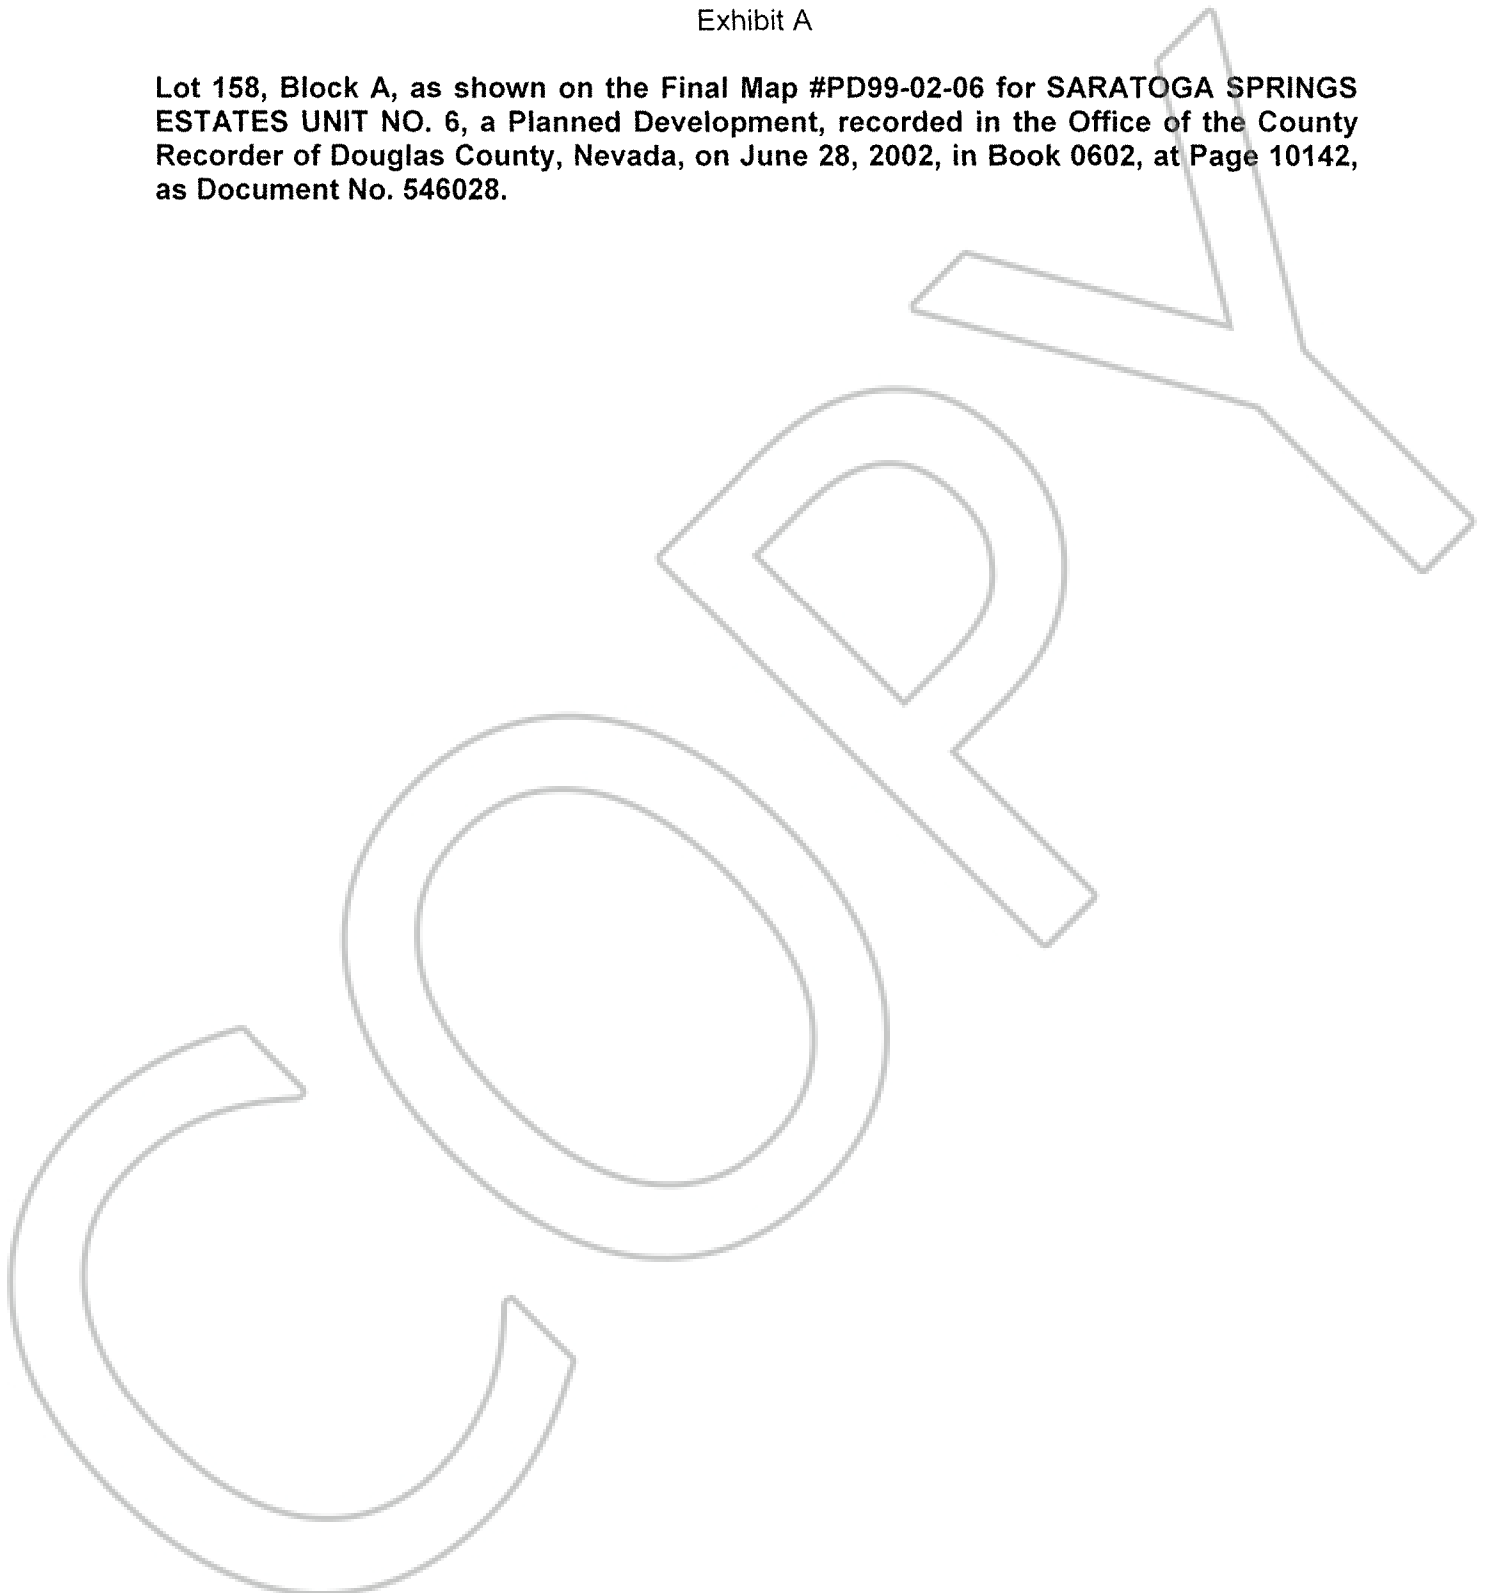 Exhibit A
Lot 158, Block A, as shown on the Final Map #PD99-02-06 for SARATOGA SPRINGS
ESTATES UNIT NO. 6, a Planned Development, recorded in the Office of the County
Recorder of Douglas County, Nevada, on June 28, 2002, in Book 0602, at Page 10142,
as Document No. 546028.
COPY